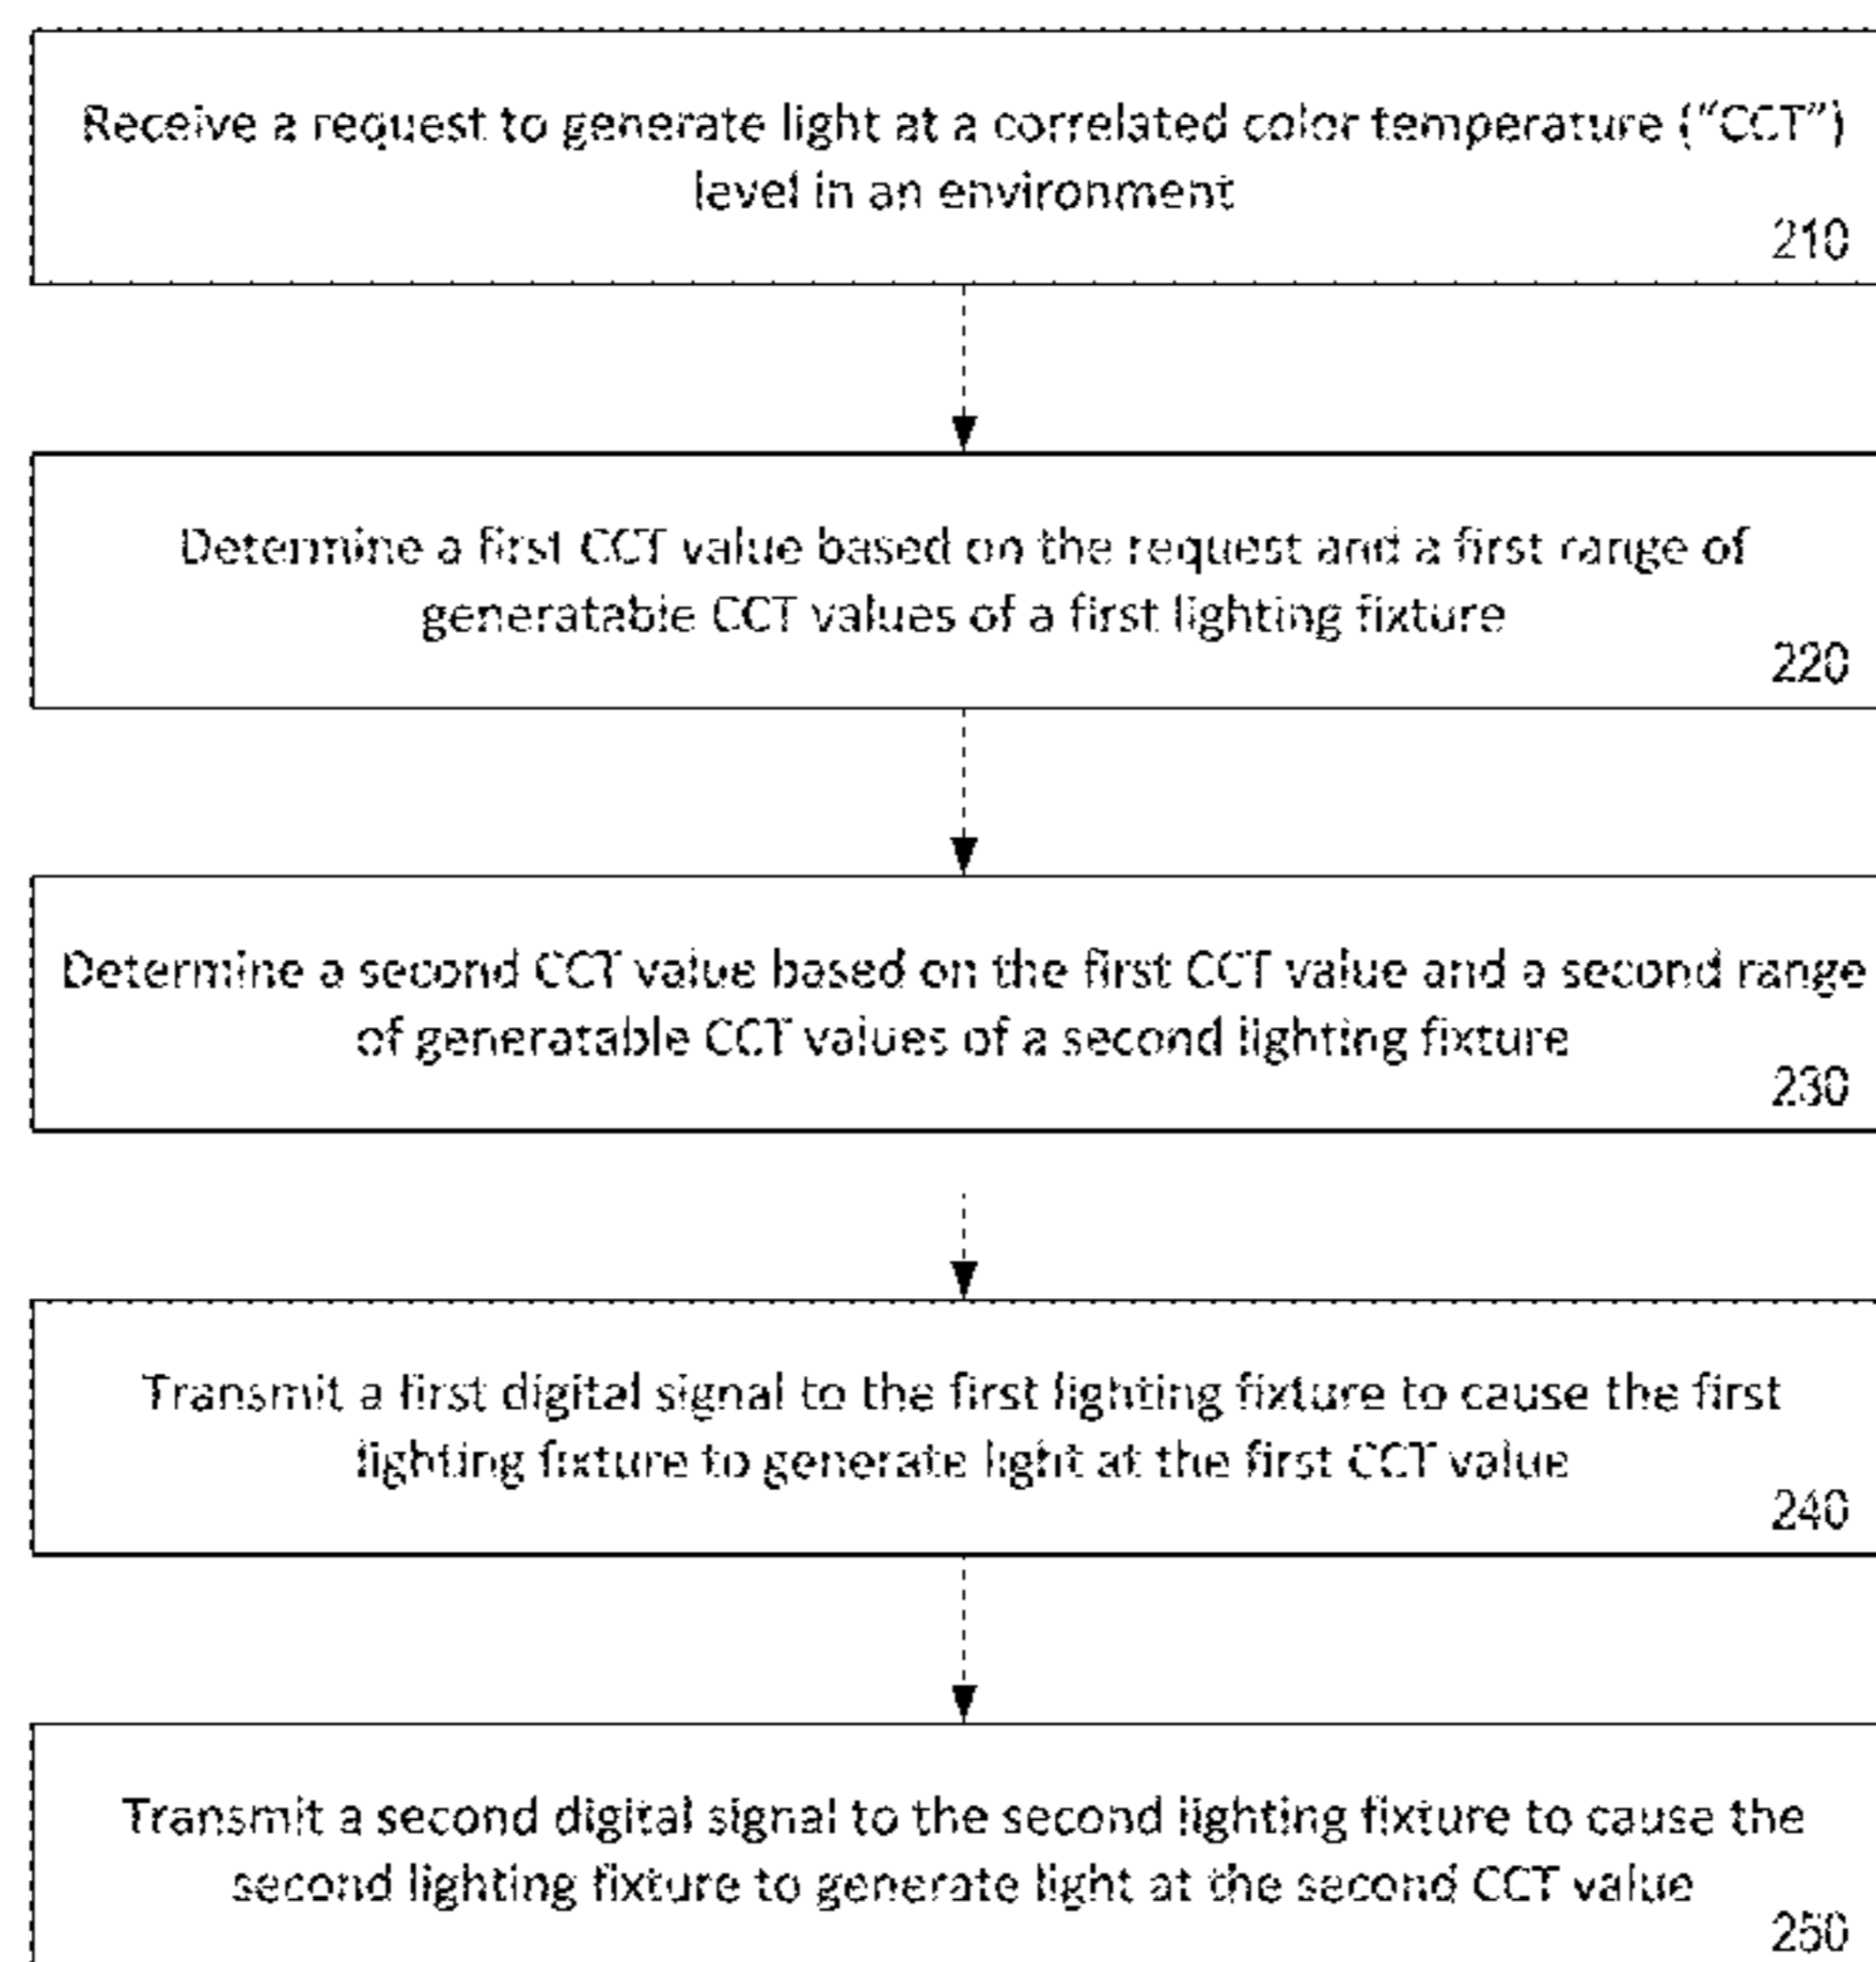 Receive a request to generate light at a correlated color temperature (“CCT”)
level in an environment
210
Determine a first CCT value based on the request and a first range of
generatable CCT values of a first lighting fixture
220
Determine a second CCT value based on the first CCT value and a second range
of generatable CCT values of a second lighting fixture
230
Transmit a first digital signal to the first lighting fixture to cause the first
lighting fixture to generate light at the first CCT value
240
Transmit a second digital signal to the second lighting fixture to cause the
second lighting fixture to generate light at the second CCT value
250